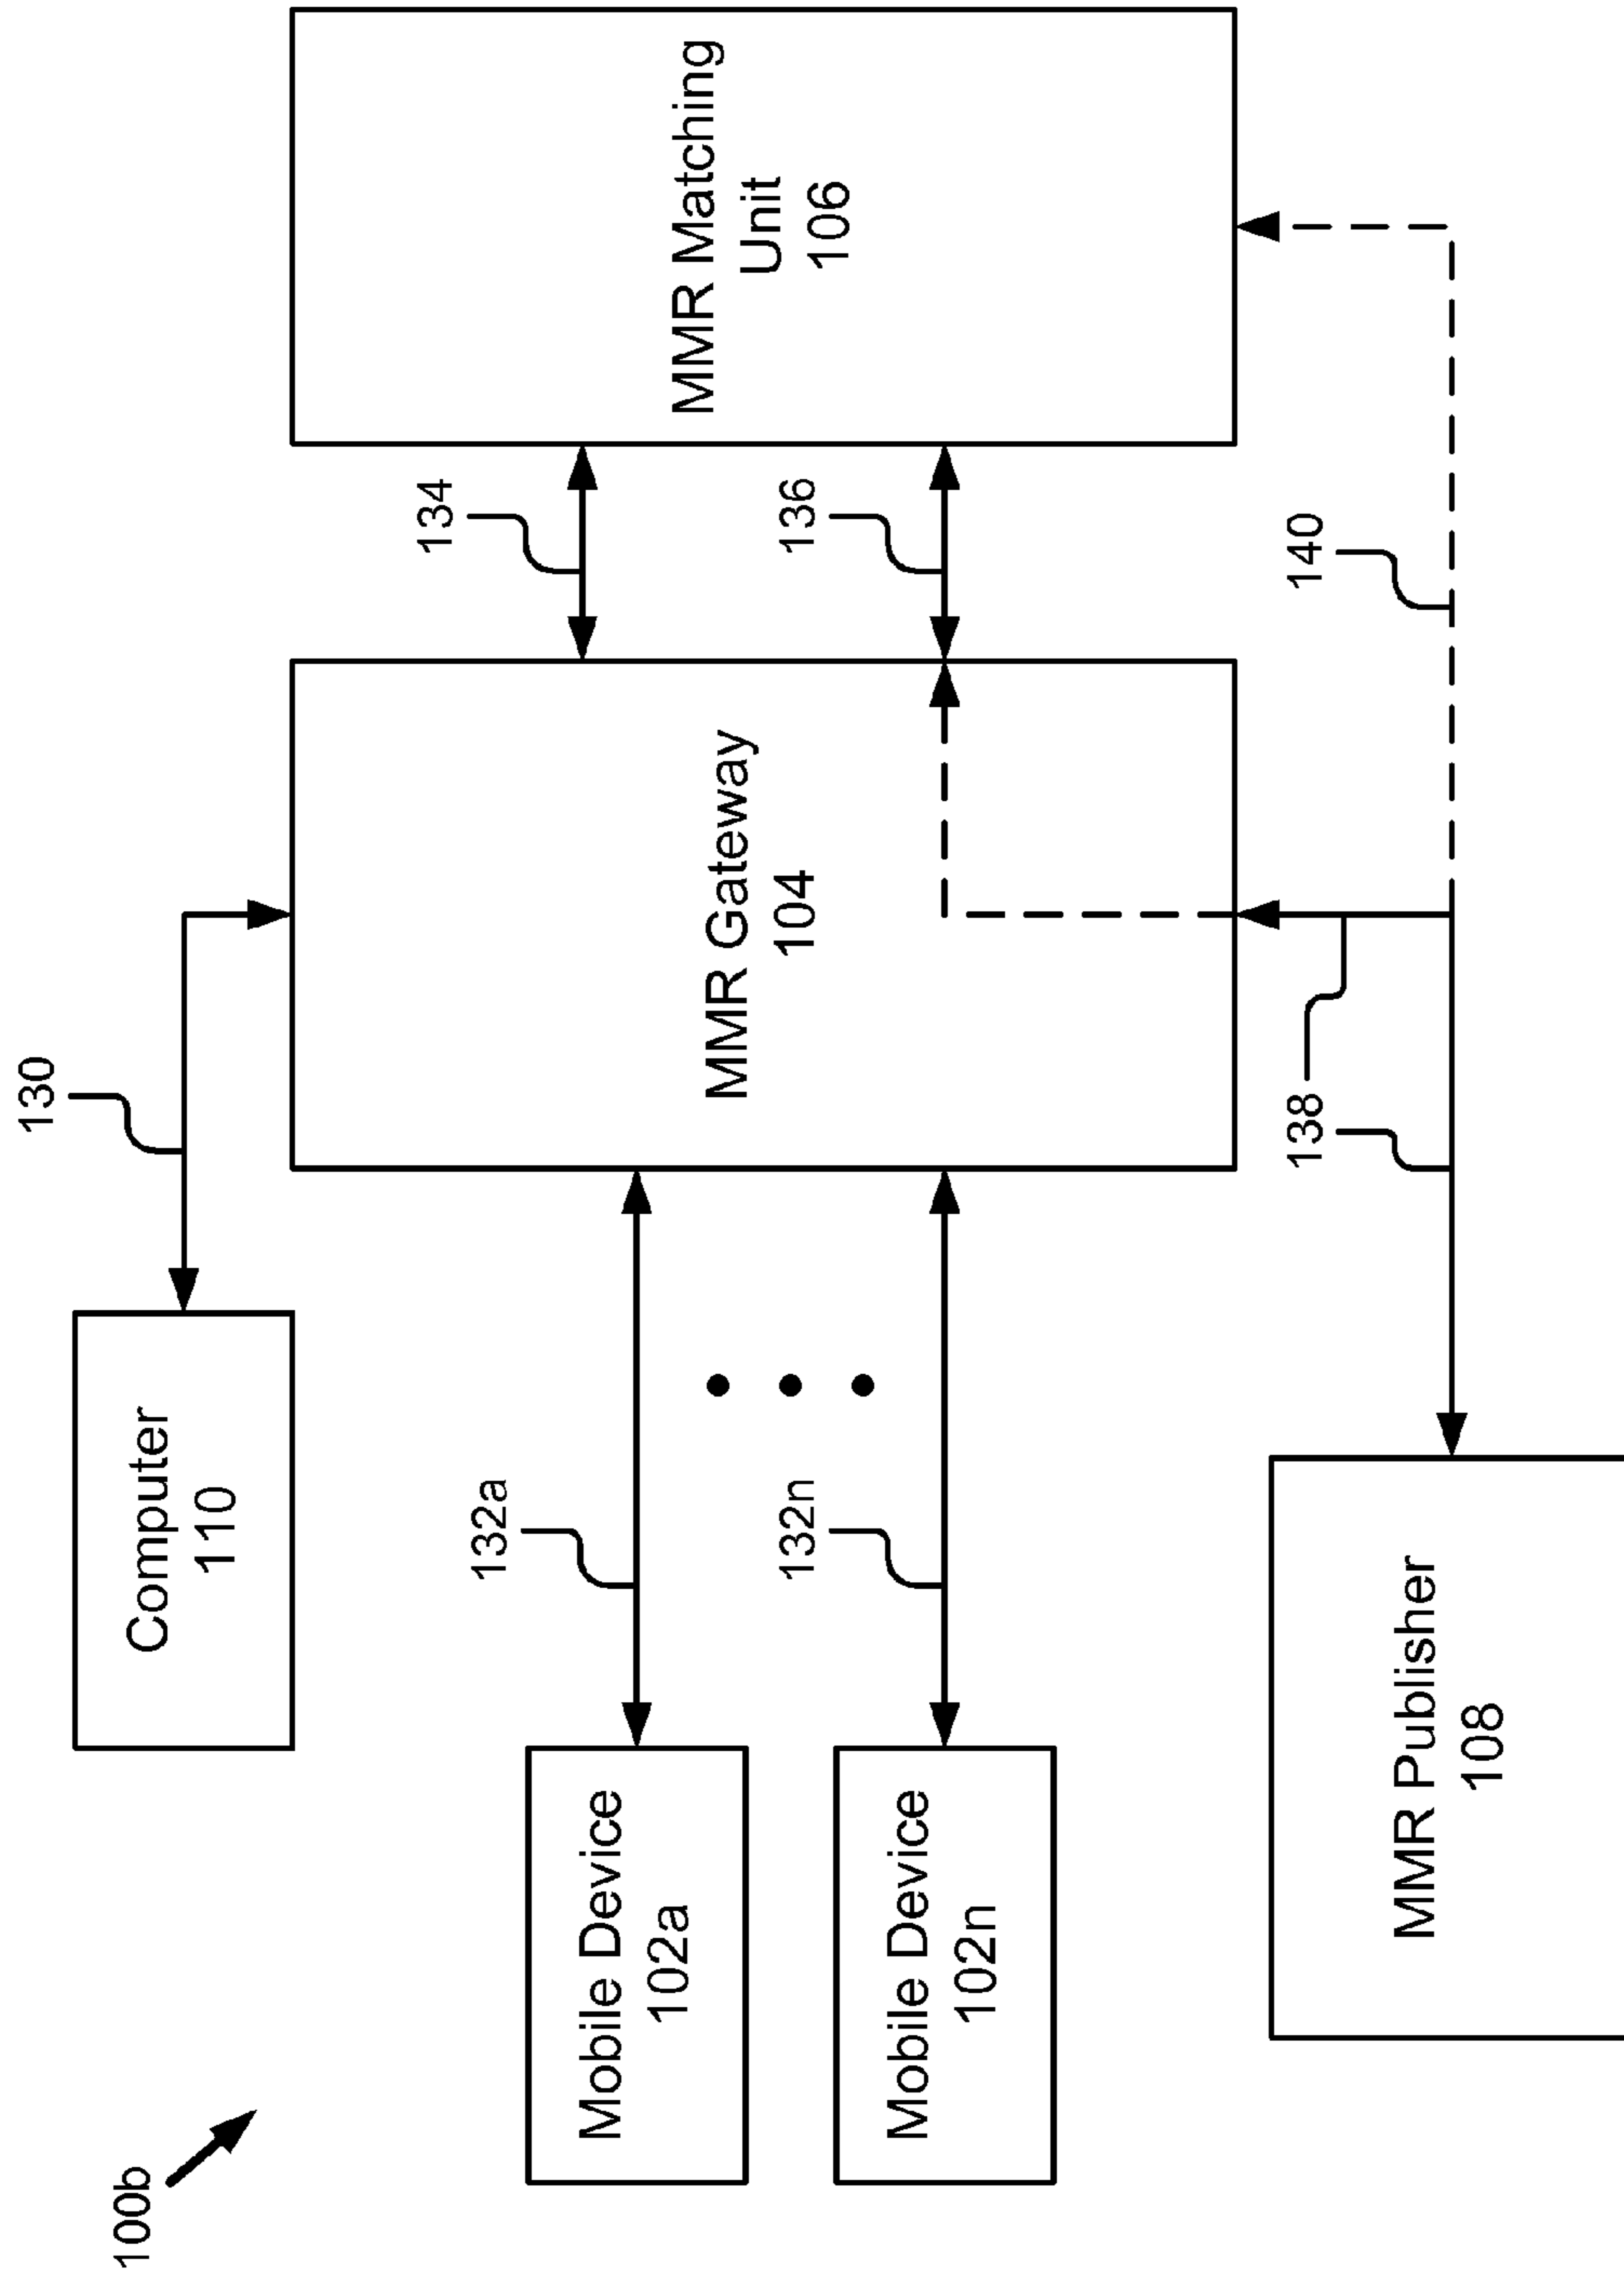 100b
Computer
110
130
Mobile Device
102a
132a
Mobile Device
102n
132n
MMR Gateway
104
134
136
MMR Matching
Unit
106
MMR Publisher
108
138
140